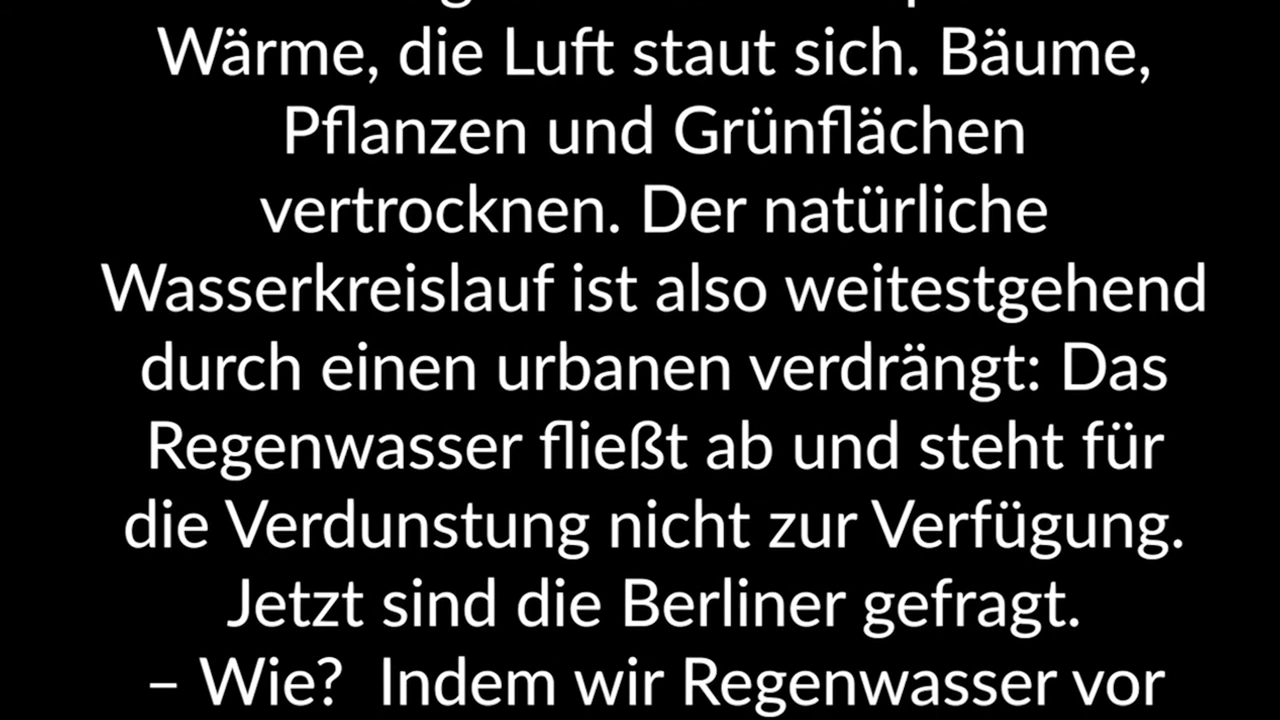 Wärme, die Luft staut sich. Bäume,
Pflanzen und Grünflächen
vertrocknen. Der natürliche
Wasserkreislauf ist also weitestgehend
durch einen urbanen verdrängt: Das
Regenwasser fließt ab und steht für
die Verdunstung nicht zur Verfügung.
Jetzt sind die Berliner gefragt.
– Wie?  Indem wir Regenwasser vor